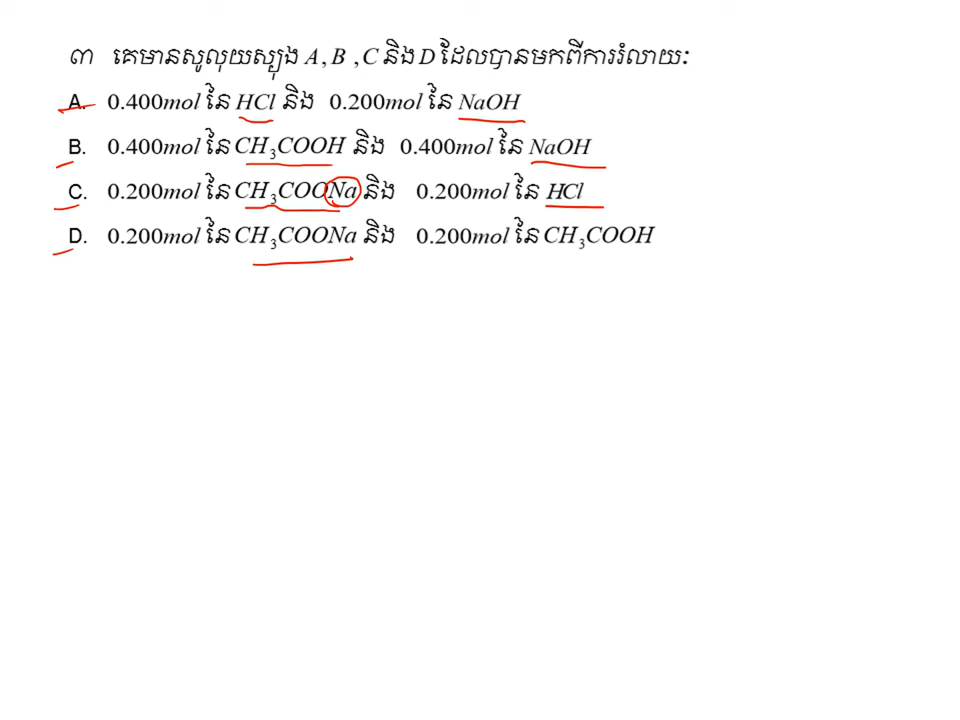 ៣ គេមានសូលុយស្យុង A, B , C និង D ដែលបានមកពីការរំលាយៈ
A. 0.400mol នៃ HCl និង 0.200mol នៃ NaOH
B. 0.400mol នៃ CH₃COOH និង 0.400mol នៃ NaOH
C. 0.200mol នៃ CH₃COONa និង 0.200mol នៃ HCl
D. 0.200mol នៃ CH₃COONa និង 0.200mol នៃ CH₃COOH